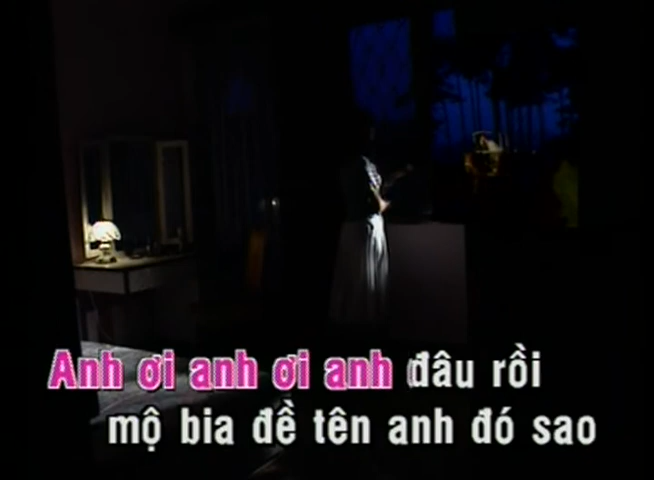 Anh ơi anh ơi anh đâu rồi
mộ bia đề tên anh đó sao